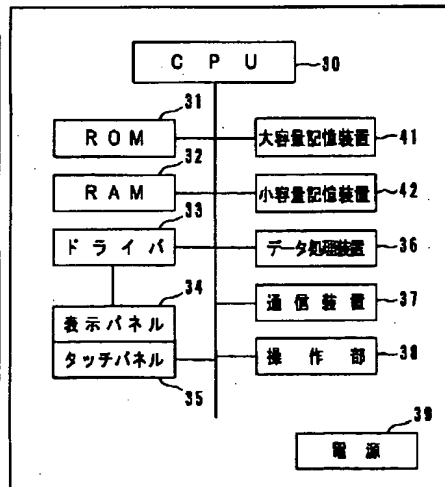 CPU
30
31
ROM
大容量記憶装置
41
32
RAM
小容量記憶装置
42
33
ドライバ
データ処理装置
36
34
表示パネル
通信装置
37
タッチパネル
操作部
38
35
39
電源